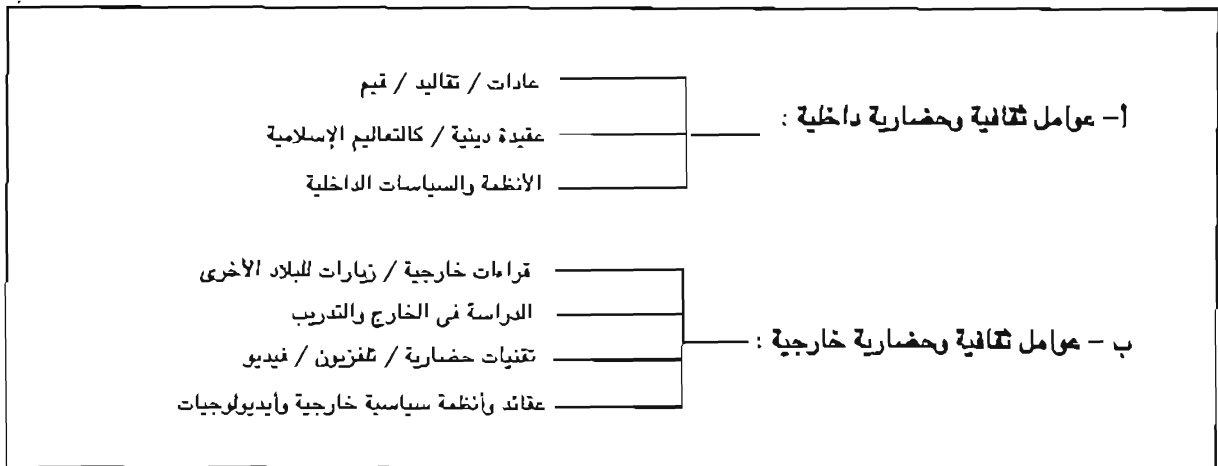 أ- عوامل ثقافية وحضارية داخلية :
عادات / تقاليد / قيم
عقيدة دينية / كالتعاليم الإسلامية
الأنظمة والسياسات الداخلية
ب - عوامل ثقافية وحضارية خارجية :
قراءات خارجية / زيارات للبلاد الأخرى
الدراسة فى الخارج والتدريب
تقنيات حضارية / تلفزيون / فيديو
عقائد وأنظمة سياسية خارجية وأيديولوجيات